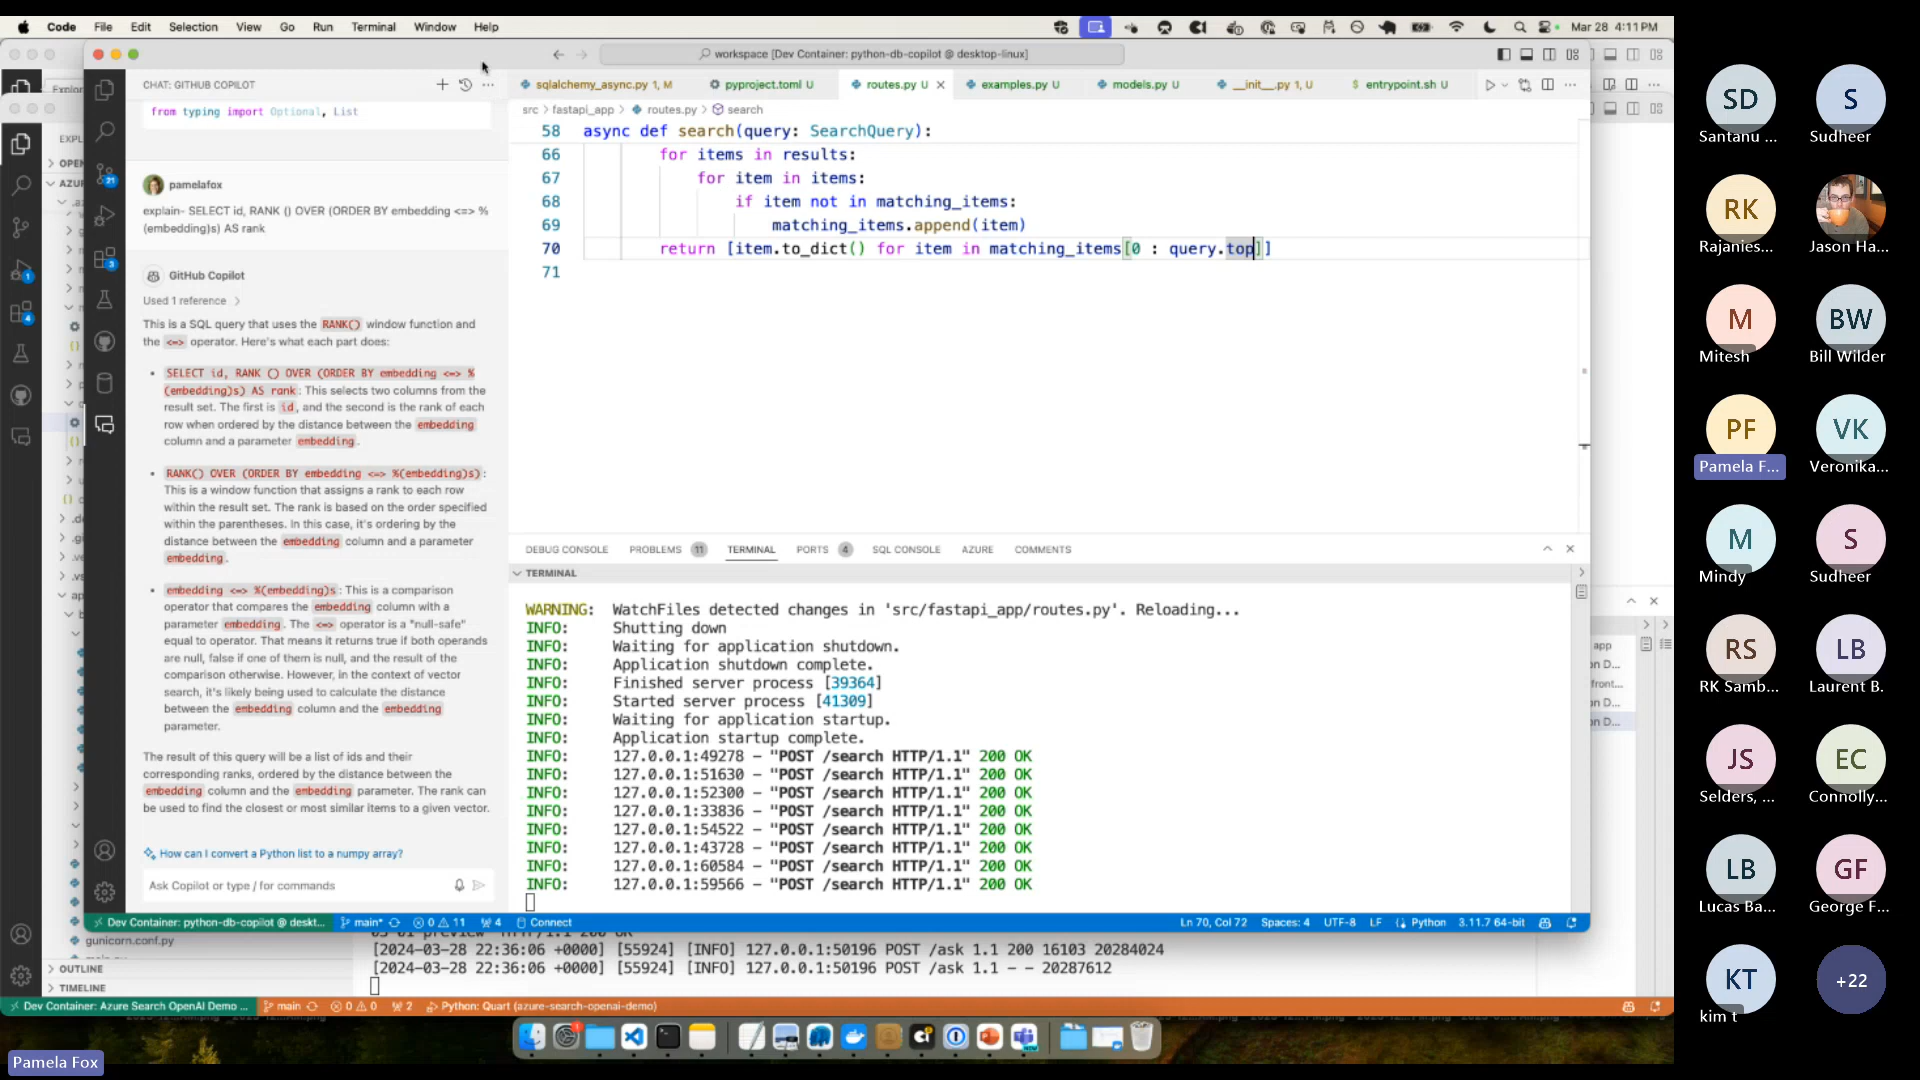 Code File Edit Selection View Go Run Terminal Window Help
Mar 28 4:11 PM
workspace [Dev Container: python-db-copilot @ desktop-linux]
CHAT: GITHUB COPILOT
from typing import Optional, List
pamelafox
explain- SELECT id, RANK () OVER (ORDER BY embedding <=> %
(embedding)s) AS rank
GitHub Copilot
Used 1 reference
This is a SQL query that uses the RANK() window function and
the <=> operator. Here's what each part does:
• SELECT id, RANK () OVER (ORDER BY embedding <=> %
(embedding)s) AS rank: This selects two columns from the
result set. The first is id, and the second is the rank of each
row when ordered by the distance between the embedding
column and a parameter embedding.
• RANK() OVER (ORDER BY embedding <=> %(embedding)s):
This is a window function that assigns a rank to each row
within the result set. The rank is based on the order specified
within the parentheses. In this case, it's ordering by the
distance between the embedding column and a parameter
embedding.
• embedding <=> %(embedding)s: This is a comparison
operator that compares the embedding column with a
parameter embedding. The <=> operator is a "null-safe"
equal to operator. That means it returns true if both operands
are null, false if one of them is null, and the result of the
comparison otherwise. However, in the context of vector
search, it's likely being used to calculate the distance
between the embedding column and the embedding
parameter.
The result of this query will be a list of ids and their
corresponding ranks, ordered by the distance between the
embedding column and the embedding parameter. The rank can
be used to find the closest or most similar items to a given vector.
How can I convert a Python list to a numpy array?
Ask Copilot or type / for commands
sqlalchemy_async.py 1, M
pyproject.toml U
routes.py U
examples.py U
models.py U
__init__.py 1, U
entrypoint.sh U
src > fastapi_app > routes.py > search
58 async def search(query: SearchQuery):
66 for items in results:
67 for item in items:
68 if item not in matching_items:
69 matching_items.append(item)
70 return [item.to_dict() for item in matching_items[0 : query.top]]
71
DEBUG CONSOLE PROBLEMS 11 TERMINAL PORTS 4 SQL CONSOLE AZURE COMMENTS
TERMINAL
WARNING: WatchFiles detected changes in 'src/fastapi_app/routes.py'. Reloading...
INFO: Shutting down
INFO: Waiting for application shutdown.
INFO: Application shutdown complete.
INFO: Finished server process [39364]
INFO: Started server process [41309]
INFO: Waiting for application startup.
INFO: Application startup complete.
INFO: 127.0.0.1:49278 - "POST /search HTTP/1.1" 200 OK
INFO: 127.0.0.1:51630 - "POST /search HTTP/1.1" 200 OK
INFO: 127.0.0.1:52300 - "POST /search HTTP/1.1" 200 OK
INFO: 127.0.0.1:33836 - "POST /search HTTP/1.1" 200 OK
INFO: 127.0.0.1:54522 - "POST /search HTTP/1.1" 200 OK
INFO: 127.0.0.1:43728 - "POST /search HTTP/1.1" 200 OK
INFO: 127.0.0.1:60584 - "POST /search HTTP/1.1" 200 OK
INFO: 127.0.0.1:59566 - "POST /search HTTP/1.1" 200 OK
Dev Container: python-db-copilot @ deskt... main* 0 11 4 Connect
Ln 70, Col 72 Spaces: 4 UTF-8 LF Python 3.11.7 64-bit
gunicorn.conf.py
[2024-03-28 22:36:06 +0000] [55924] [INFO] 127.0.0.1:50196 POST /ask 1.1 200 16103 20284024
[2024-03-28 22:36:06 +0000] [55924] [INFO] 127.0.0.1:50196 POST /ask 1.1 - - 20287612
OUTLINE
TIMELINE
Dev Container: Azure Search OpenAI Demo ... main 0 0 2 Python: Quart (azure-search-openai-demo)
Pamela Fox
SD S
Santanu ... Sudheer
RK
Rajanies... Jason Ha...
M BW
Mitesh Bill Wilder
PF VK
Pamela F... Veronika...
M S
Mindy Sudheer
RS LB
RK Samb... Laurent B.
JS EC
Selders, ... Connolly...
LB GF
Lucas Ba... George F...
KT +22
kim t